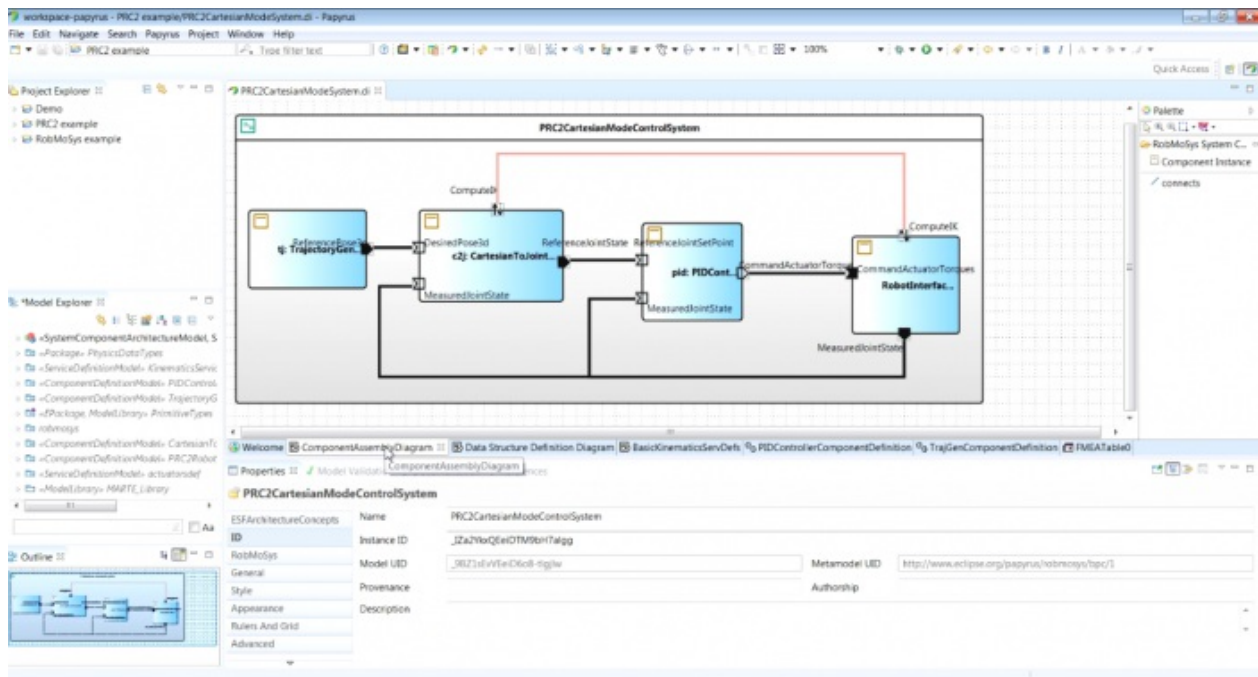 workspace-papyrus - PRC2 example/PRC2CartesianModeSystem.di - Papyrus
File Edit Navigate Search Papyrus Project Window Help
PRC2 example
Type filter text
100%
Quick Access
Project Explorer
Demo
PRC2 example
RobMoSys example
PRC2CartesianModeSystem.di
PRC2CartesianModeControlSystem
ComputeIK
ComputeIK
ReferencePose3d
tj: TrajectoryGen...
DesiredPose3d
c2j: CartesianToJoint...
ReferenceJointState
MeasuredJointState
ReferenceJointSetPoint
pid: PIDCont...
MeasuredJointState
CommandActuatorTorques
CommandActuatorTorques
RobotInterfac...
MeasuredJointState
Palette
RobMoSys System C...
Component Instance
connects
*Model Explorer
«SystemComponentArchitectureModel, S
«Package» PhysicsDataTypes
«ServiceDefinitionModel» KinematicsServic
«ComponentDefinitionModel» PIDControl
«ComponentDefinitionModel» TrajectoryG
«EPackage, ModelLibrary» PrimitiveTypes
robmosys
«ComponentDefinitionModel» CartesianTo
«ComponentDefinitionModel» PRC2Robot
«ServiceDefinitionModel» actuatorsdef
«ModelLibrary» MARTE_Library
Aa
Outline
Welcome
ComponentAssemblyDiagram
Data Structure Definition Diagram
BasicKinematicsServDefs
PIDControllerComponentDefinition
TrajGenComponentDefinition
FMEATable0
Properties
Model Validat
ComponentAssemblyDiagram
PRC2CartesianModeControlSystem
ESFArchitectureConcepts
ID
RobMoSys
General
Style
Appearance
Rulers And Grid
Advanced
Name PRC2CartesianModeControlSystem
Instance ID
Model UID
Metamodel UID http://www.eclipse.org/papyrus/robmosys/bpc/1
Provenance
Authorship
Description